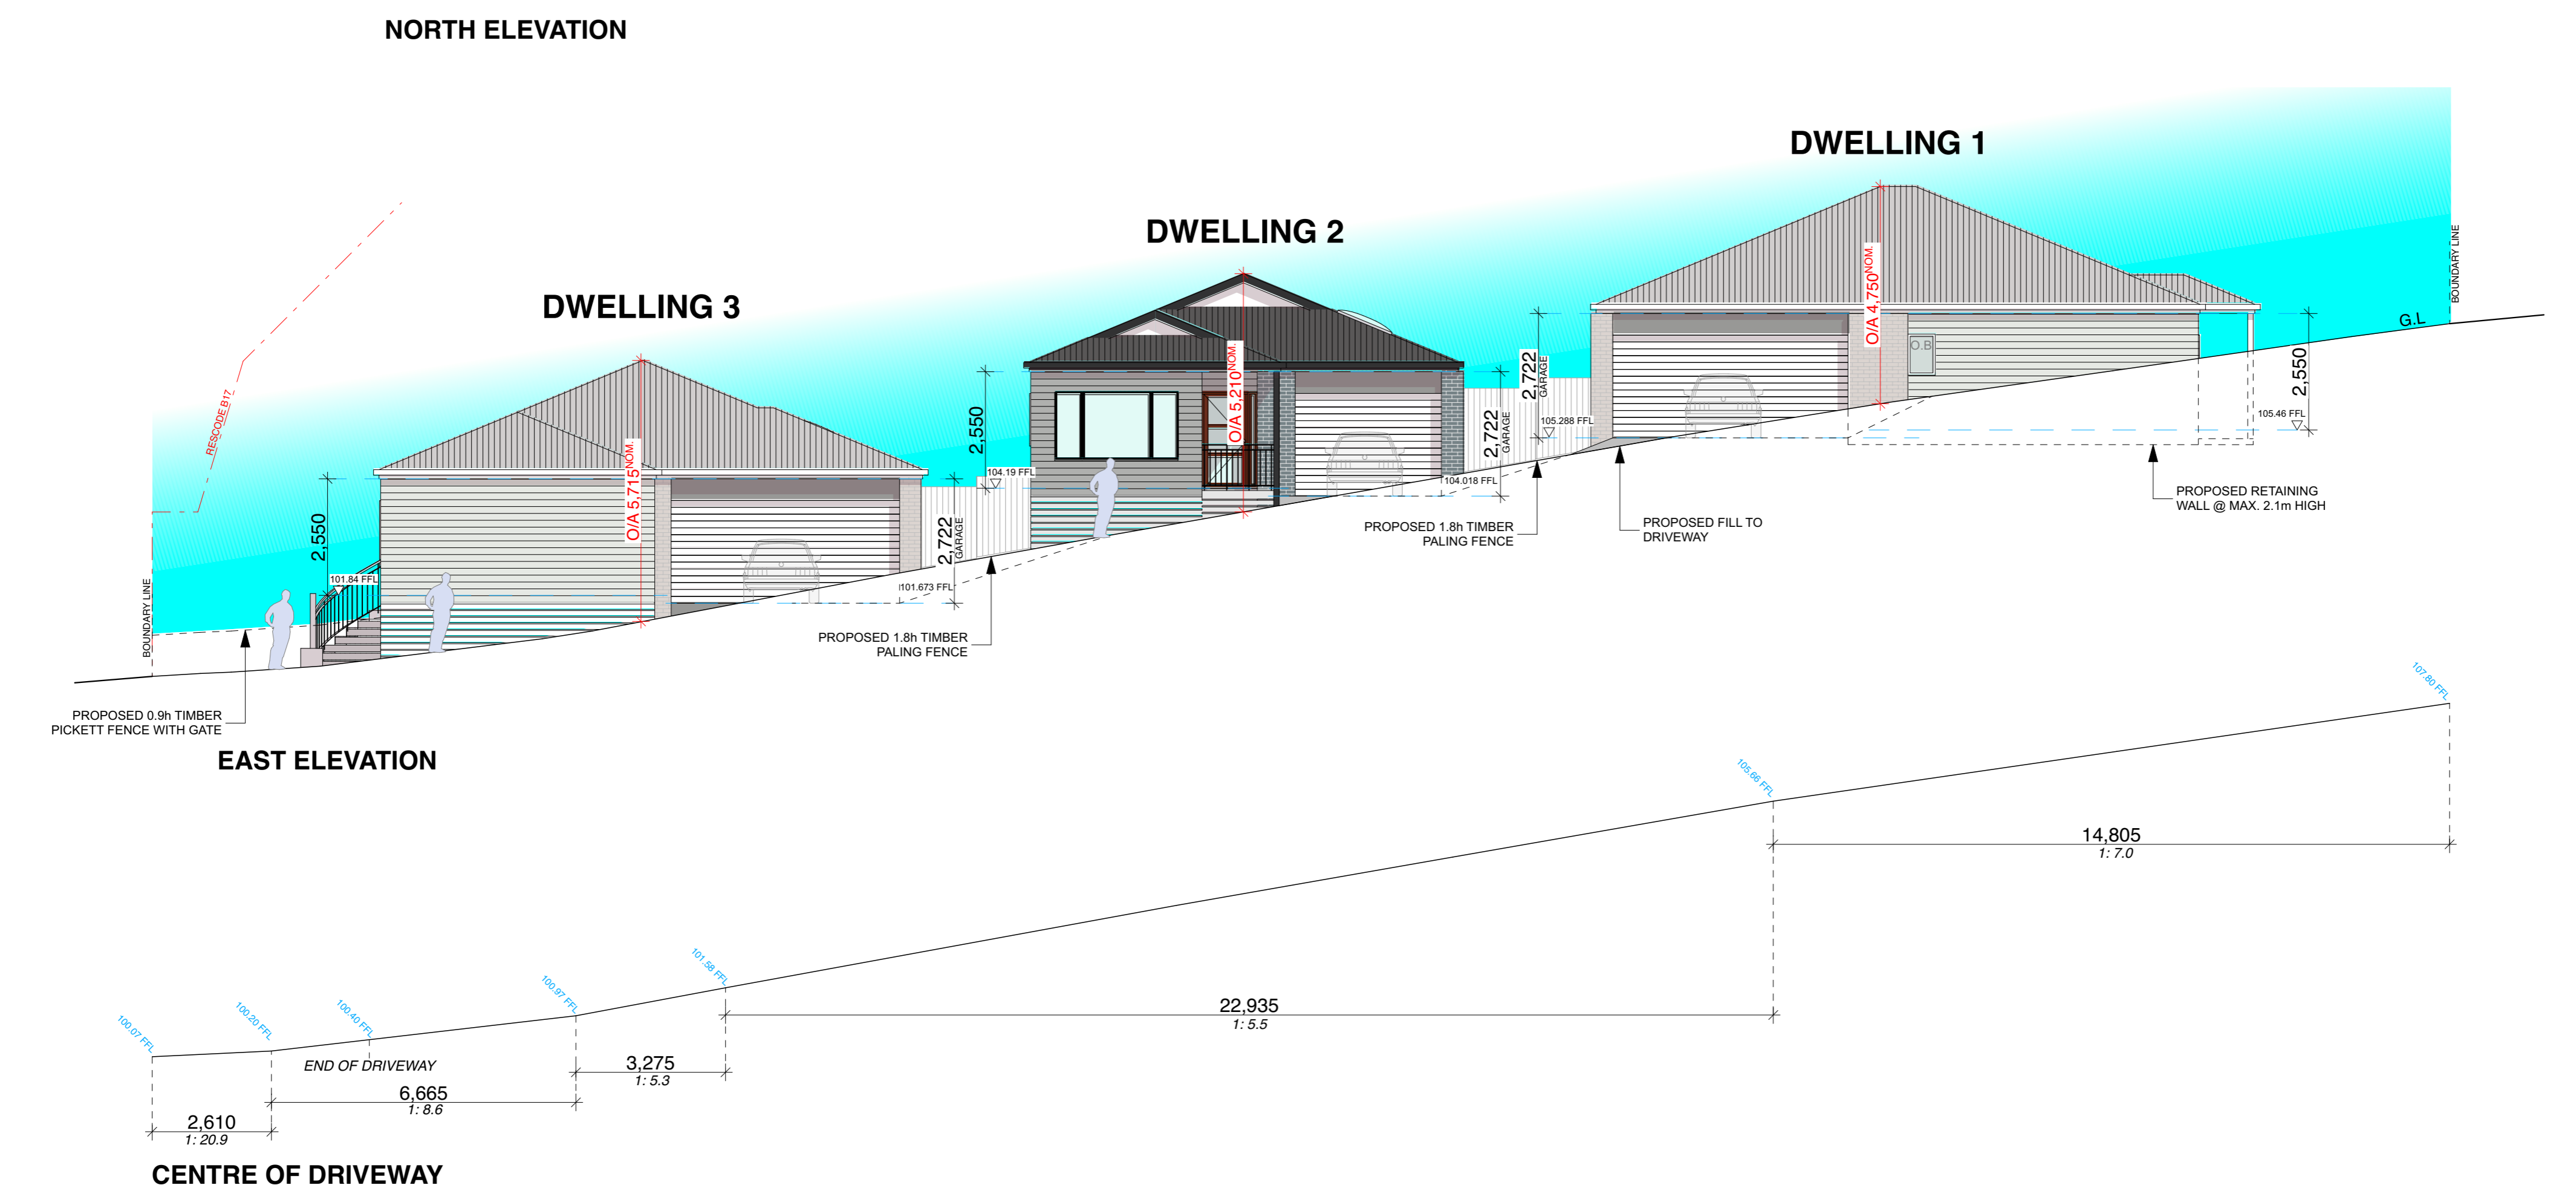 NORTH ELEVATION
DWELLING 1
DWELLING 2
DWELLING 3
RESCODE B17
BOUNDARY LINE
BOUNDARY LINE
G.L
O/A 4,750NOM.
O/A 5,210NOM.
O/A 5,715NOM.
O.B
2,550
101.84 FFL
2,722
GARAGE
101.673 FFL
2,550
104.19 FFL
2,722
GARAGE
104.018 FFL
2,722
GARAGE
105.288 FFL
2,550
105.46 FFL
PROPOSED RETAINING
WALL @ MAX. 2.1m HIGH
PROPOSED FILL TO
DRIVEWAY
PROPOSED 1.8h TIMBER
PALING FENCE
PROPOSED 1.8h TIMBER
PALING FENCE
PROPOSED 0.9h TIMBER
PICKETT FENCE WITH GATE
EAST ELEVATION
107.80 FFL
105.66 FFL
14,805
1: 7.0
101.58 FFL
100.97 FFL
100.40 FFL
100.20 FFL
100.07 FFL
22,935
1: 5.5
END OF DRIVEWAY
3,275
1: 5.3
6,665
1: 8.6
2,610
1: 20.9
CENTRE OF DRIVEWAY